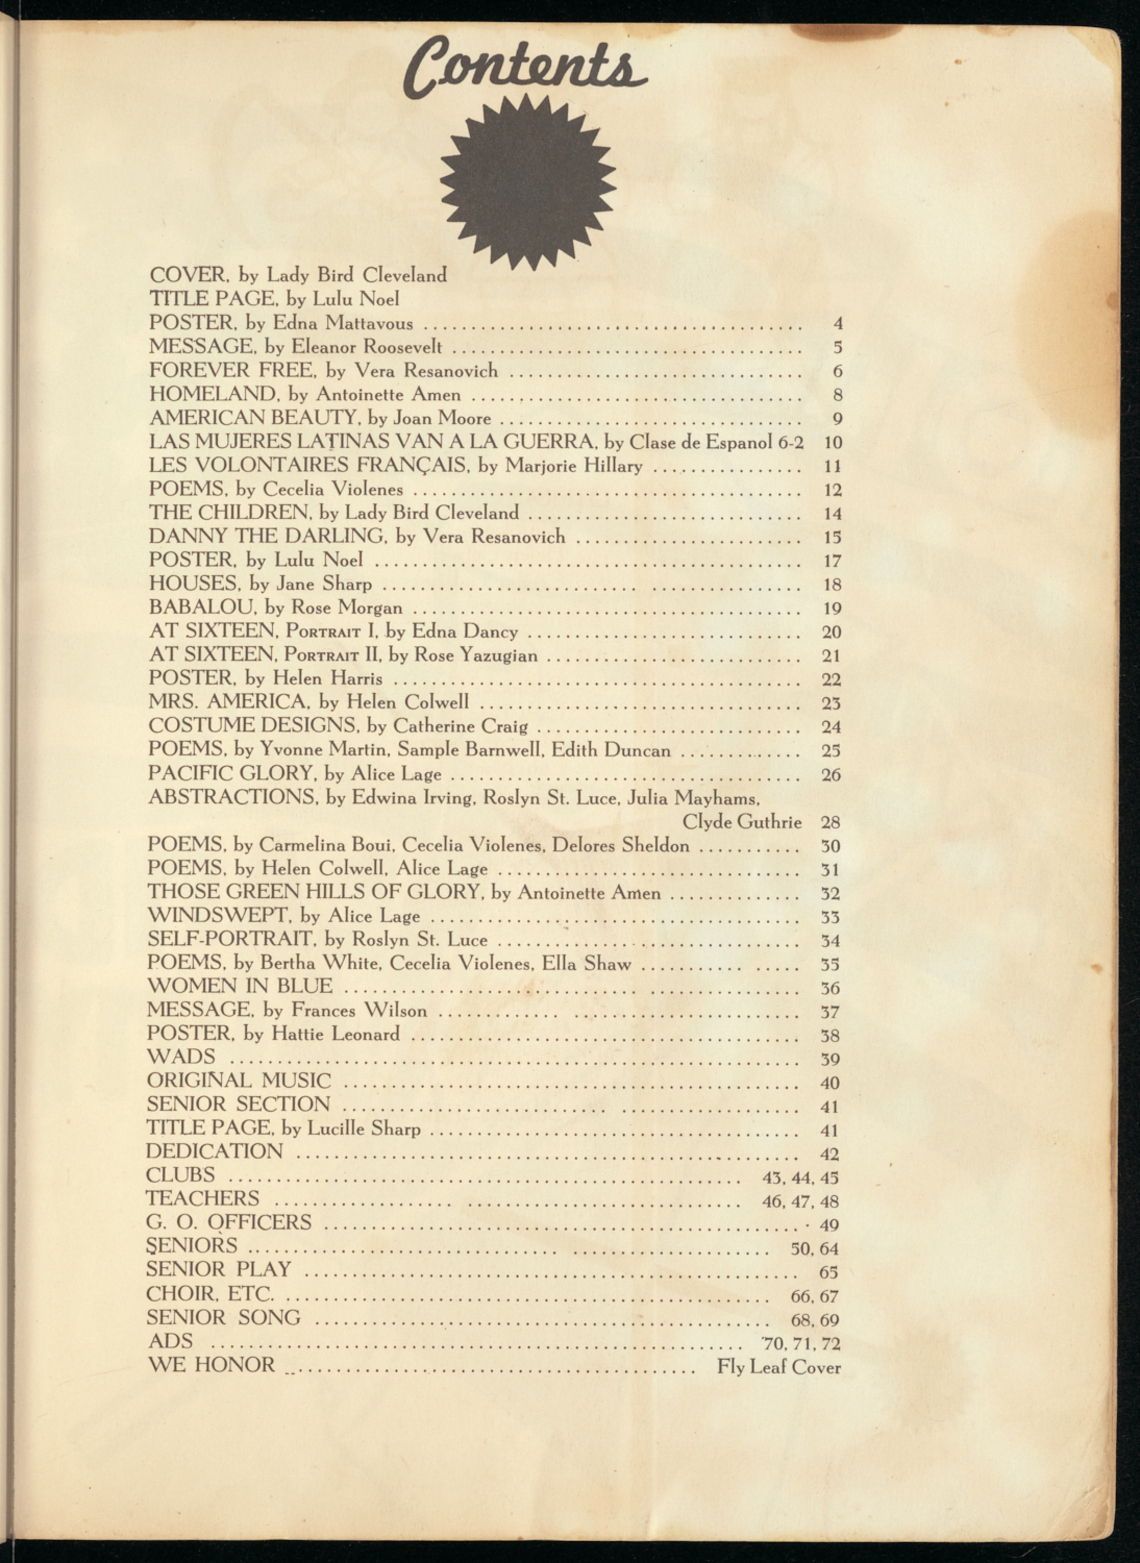 Contents
COVER, by Lady Bird Cleveland
TITLE PAGE, by Lulu Noel
POSTER, by Edna Mattavous ........................................ 4
MESSAGE, by Eleanor Roosevelt ..................................... 5
FOREVER FREE, by Vera Resanovich ............................... 6
HOMELAND, by Antoinette Amen ................................... 8
AMERICAN BEAUTY, by Joan Moore ................................ 9
LAS MUJERES LATINAS VAN A LA GUERRA, by Clase de Espanol 6-2 10
LES VOLONTAIRES FRANÇAIS, by Marjorie Hillary ................ 11
POEMS, by Cecelia Violenes ......................................... 12
THE CHILDREN, by Lady Bird Cleveland ............................. 14
DANNY THE DARLING, by Vera Resanovich ........................ 15
POSTER, by Lulu Noel ............................................. 17
HOUSES, by Jane Sharp ............................................ 18
BABALOU, by Rose Morgan ......................................... 19
AT SIXTEEN, PORTRAIT I, by Edna Dancy ............................. 20
AT SIXTEEN, PORTRAIT II, by Rose Yazugian ........................... 21
POSTER, by Helen Harris ........................................... 22
MRS. AMERICA, by Helen Colwell .................................. 23
COSTUME DESIGNS, by Catherine Craig ............................ 24
POEMS, by Yvonne Martin, Sample Barnwell, Edith Duncan ............. 25
PACIFIC GLORY, by Alice Lage ..................................... 26
ABSTRACTIONS, by Edwina Irving, Roslyn St. Luce, Julia Mayhams,
Clyde Guthrie 28
POEMS, by Carmelina Boui, Cecelia Violenes, Delores Sheldon ........... 30
POEMS, by Helen Colwell, Alice Lage ................................ 31
THOSE GREEN HILLS OF GLORY, by Antoinette Amen .............. 32
WINDSWEPT, by Alice Lage ....................................... 33
SELF-PORTRAIT, by Roslyn St. Luce ................................ 34
POEMS, by Bertha White, Cecelia Violenes, Ella Shaw ........... ..... 35
WOMEN IN BLUE ................................................ 36
MESSAGE, by Frances Wilson ............. ........................ 37
POSTER, by Hattie Leonard ......................................... 38
WADS ............................................................ 39
ORIGINAL MUSIC ................................................ 40
SENIOR SECTION ............................ ................... 41
TITLE PAGE, by Lucille Sharp ....................................... 41
DEDICATION ..................................................... 42
CLUBS ...................................................... 43, 44, 45
TEACHERS ................... ............................. 46, 47, 48
G. O. OFFICERS .................................................. 49
SENIORS ................................. ..................... 50, 64
SENIOR PLAY .................................................... 65
CHOIR, ETC. ................................................... 66, 67
SENIOR SONG ................................................ 68, 69
ADS ........................................................ 70, 71, 72
WE HONOR ............................................ Fly Leaf Cover